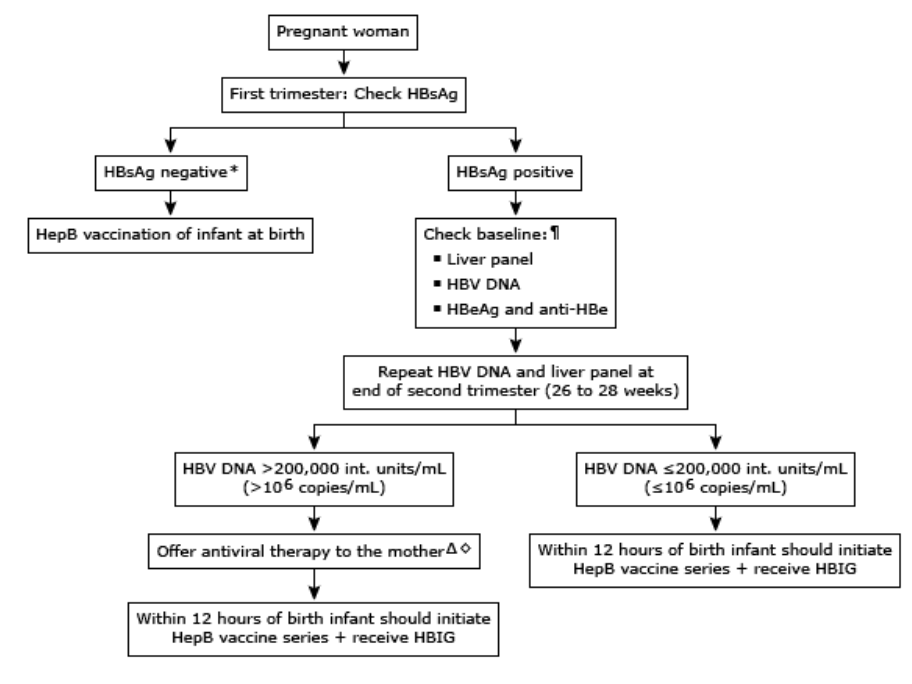 Pregnant woman
First trimester: Check HBsAg
HBsAg negative*
HBsAg positive
HepB vaccination of infant at birth
Check baseline:¶
▪ Liver panel
▪ HBV DNA
▪ HBeAg and anti-HBe
Repeat HBV DNA and liver panel at
end of second trimester (26 to 28 weeks)
HBV DNA >200,000 int. units/mL
(>10⁶ copies/mL)
HBV DNA ≤200,000 int. units/mL
(≤10⁶ copies/mL)
Offer antiviral therapy to the motherΔ◇
Within 12 hours of birth infant should initiate
HepB vaccine series + receive HBIG
Within 12 hours of birth infant should initiate
HepB vaccine series + receive HBIG